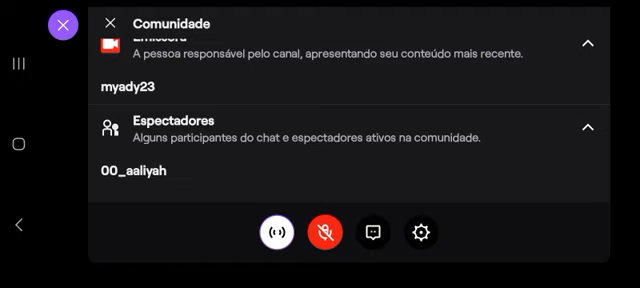 Comunidade
Emissora
A pessoa responsável pelo canal, apresentando seu conteúdo mais recente.
myady23
Espectadores
Alguns participantes do chat e espectadores ativos na comunidade.
00_aaliyah